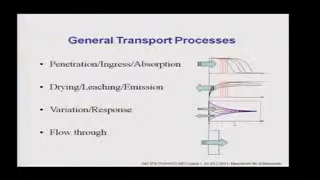 General Transport Processes
• Penetration/Ingress/Absorption
• Drying/Leaching/Emission
• Variation/Response
• Flow through